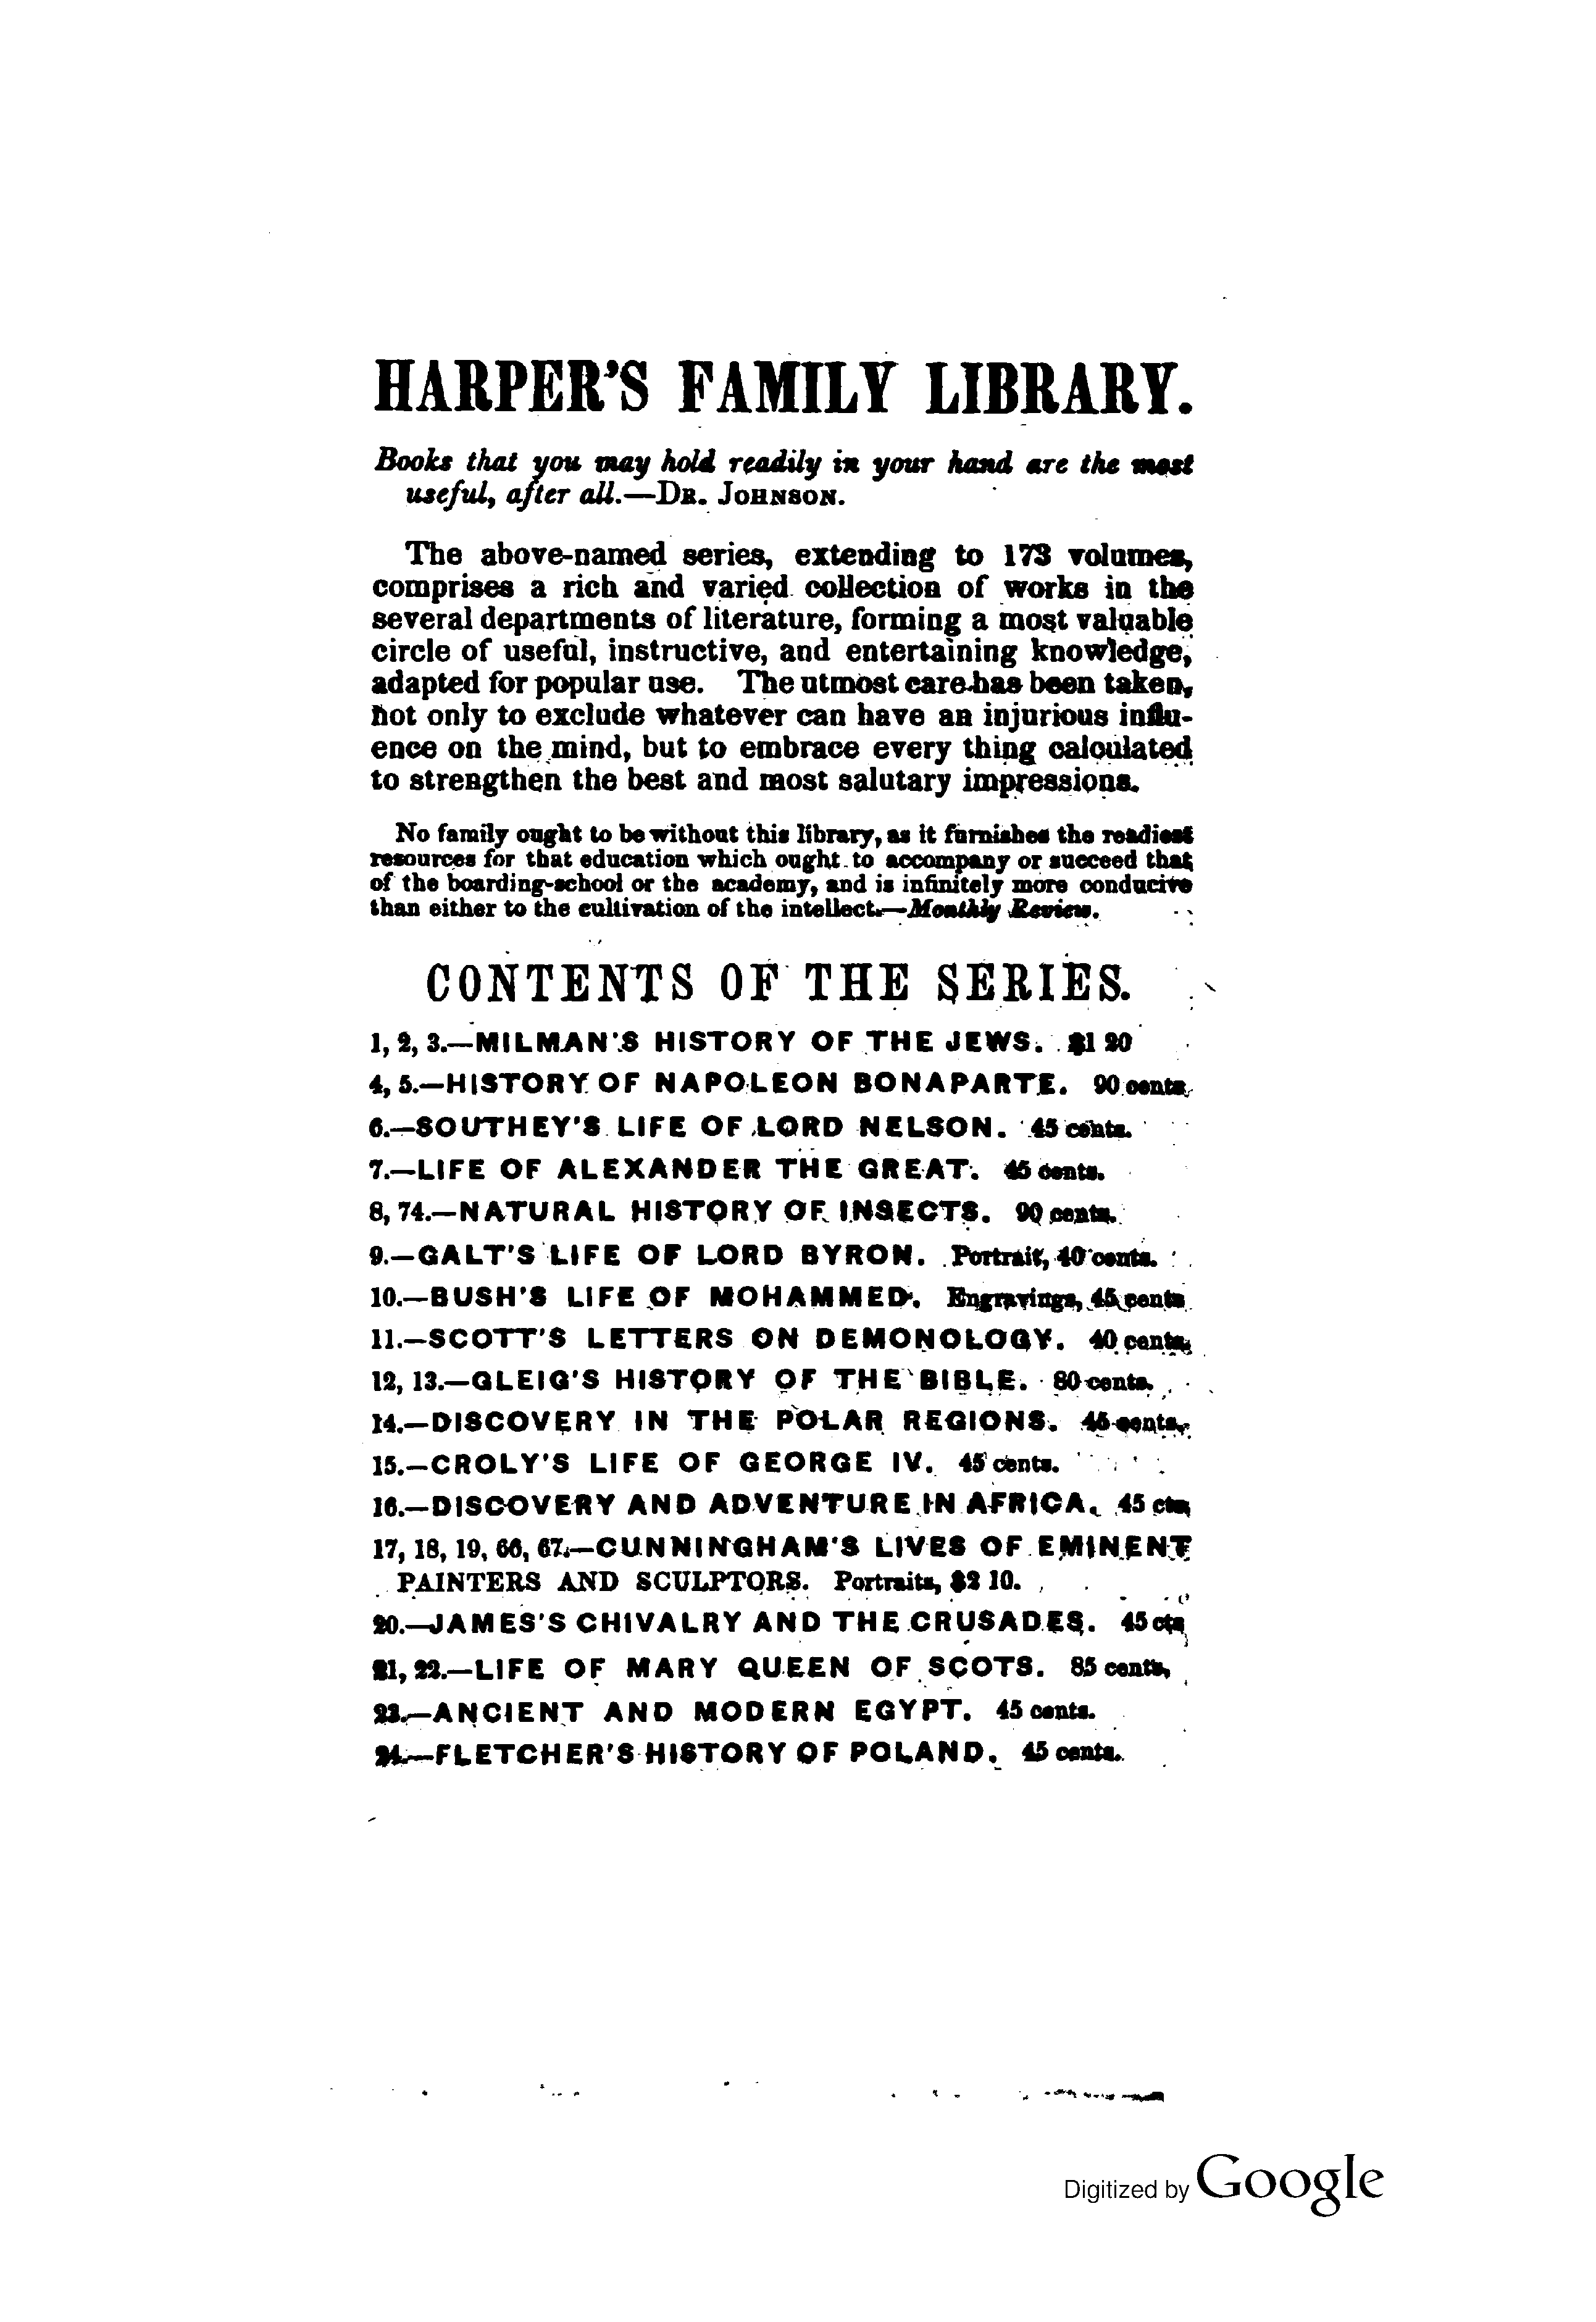 HARPER'S FAMILY LIBRARY.
Books that you may hold readily in your hand are the most
useful, after all.—DR. JOHNSON.
The above-named series, extending to 173 volumes,
comprises a rich and varied collection of works in the
several departments of literature, forming a most valuable
circle of useful, instructive, and entertaining knowledge,
adapted for popular use. The utmost care has been taken,
not only to exclude whatever can have an injurious influ-
ence on the mind, but to embrace every thing calculated
to strengthen the best and most salutary impressions.
No family ought to be without this library, as it furnishes the readiest
resources for that education which ought to accompany or succeed that
of the boarding-school or the academy, and is infinitely more conducive
than either to the cultivation of the intellect.—Monthly Review.
CONTENTS OF THE SERIES.
1, 2, 3.—MILMAN'S HISTORY OF THE JEWS. $1 20
4, 5.—HISTORY OF NAPOLEON BONAPARTE. 90 cents.
6.—SOUTHEY'S LIFE OF LORD NELSON. 45 cents.
7.—LIFE OF ALEXANDER THE GREAT. 45 cents.
8, 74.—NATURAL HISTORY OF INSECTS. 90 cents.
9.—GALT'S LIFE OF LORD BYRON. Portrait, 40 cents.
10.—BUSH'S LIFE OF MOHAMMED. Engravings, 45 cents
11.—SCOTT'S LETTERS ON DEMONOLOGY. 40 cents.
12, 13.—GLEIG'S HISTORY OF THE BIBLE. 80 cents.
14.—DISCOVERY IN THE POLAR REGIONS. 45 cents.
15.—CROLY'S LIFE OF GEORGE IV. 45 cents.
16.—DISCOVERY AND ADVENTURE IN AFRICA. 45 cts.
17, 18, 19, 66, 67.—CUNNINGHAM'S LIVES OF EMINENT
PAINTERS AND SCULPTORS. Portraits, $2 10.
20.—JAMES'S CHIVALRY AND THE CRUSADES. 45 cts
21, 22.—LIFE OF MARY QUEEN OF SCOTS. 85 cents.
23.—ANCIENT AND MODERN EGYPT. 45 cents.
24.—FLETCHER'S HISTORY OF POLAND. 45 cents.
Digitized by Google